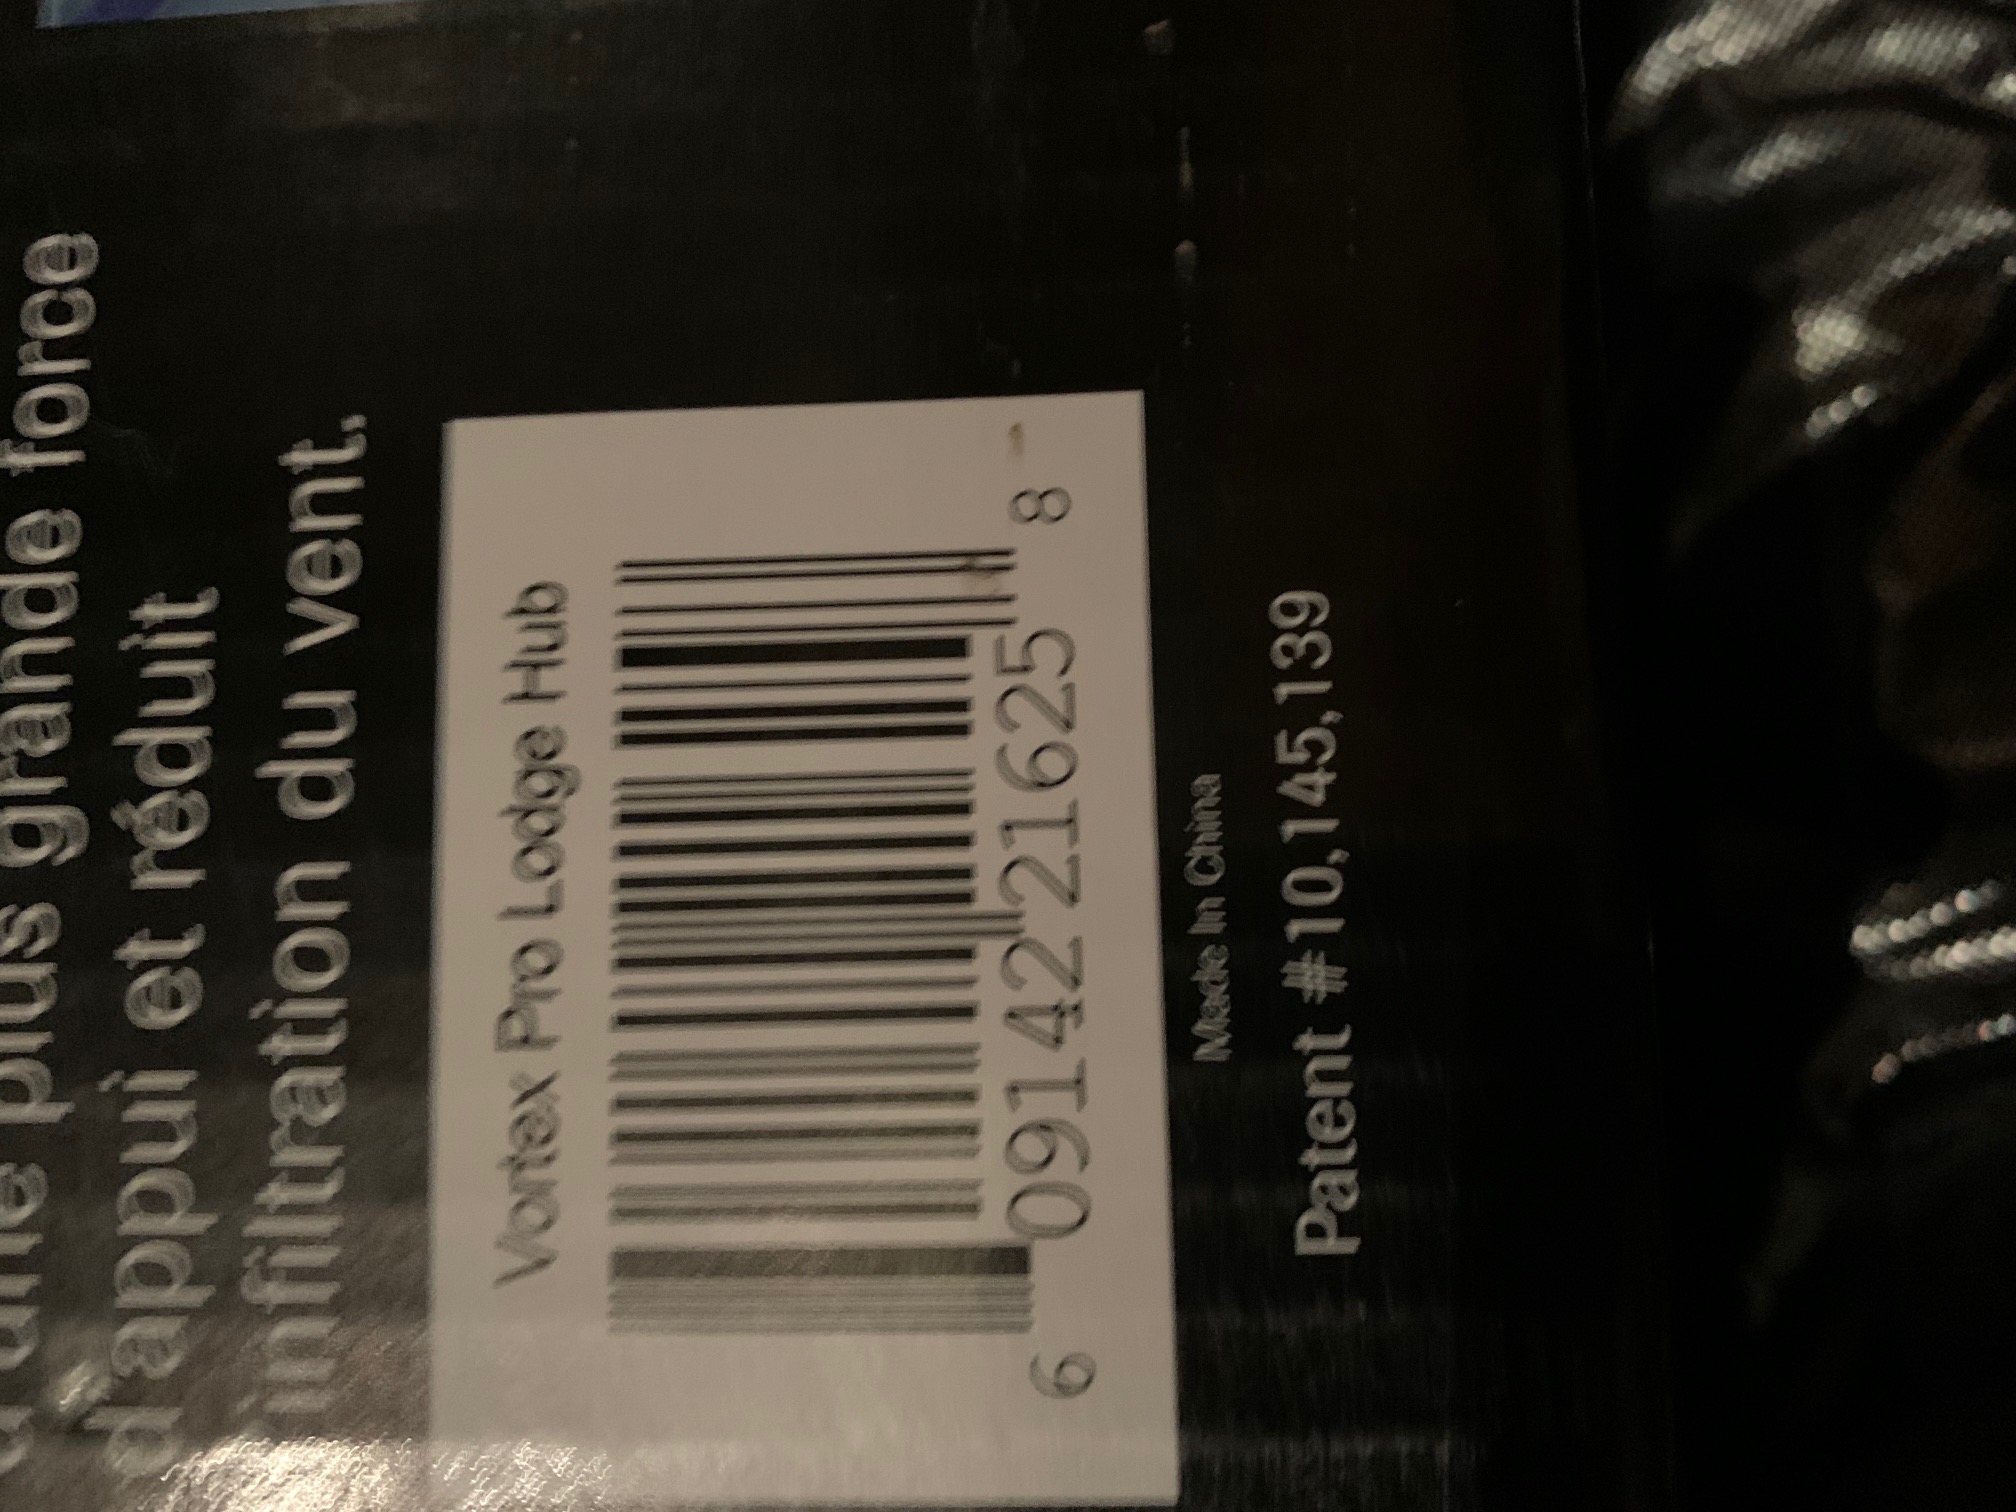 plus grande force
d'appui et réduit
infiltration du vent.
Vortex Pro Lodge Hub
6 09142 21625 8
Made In China
Patent #10,145,139